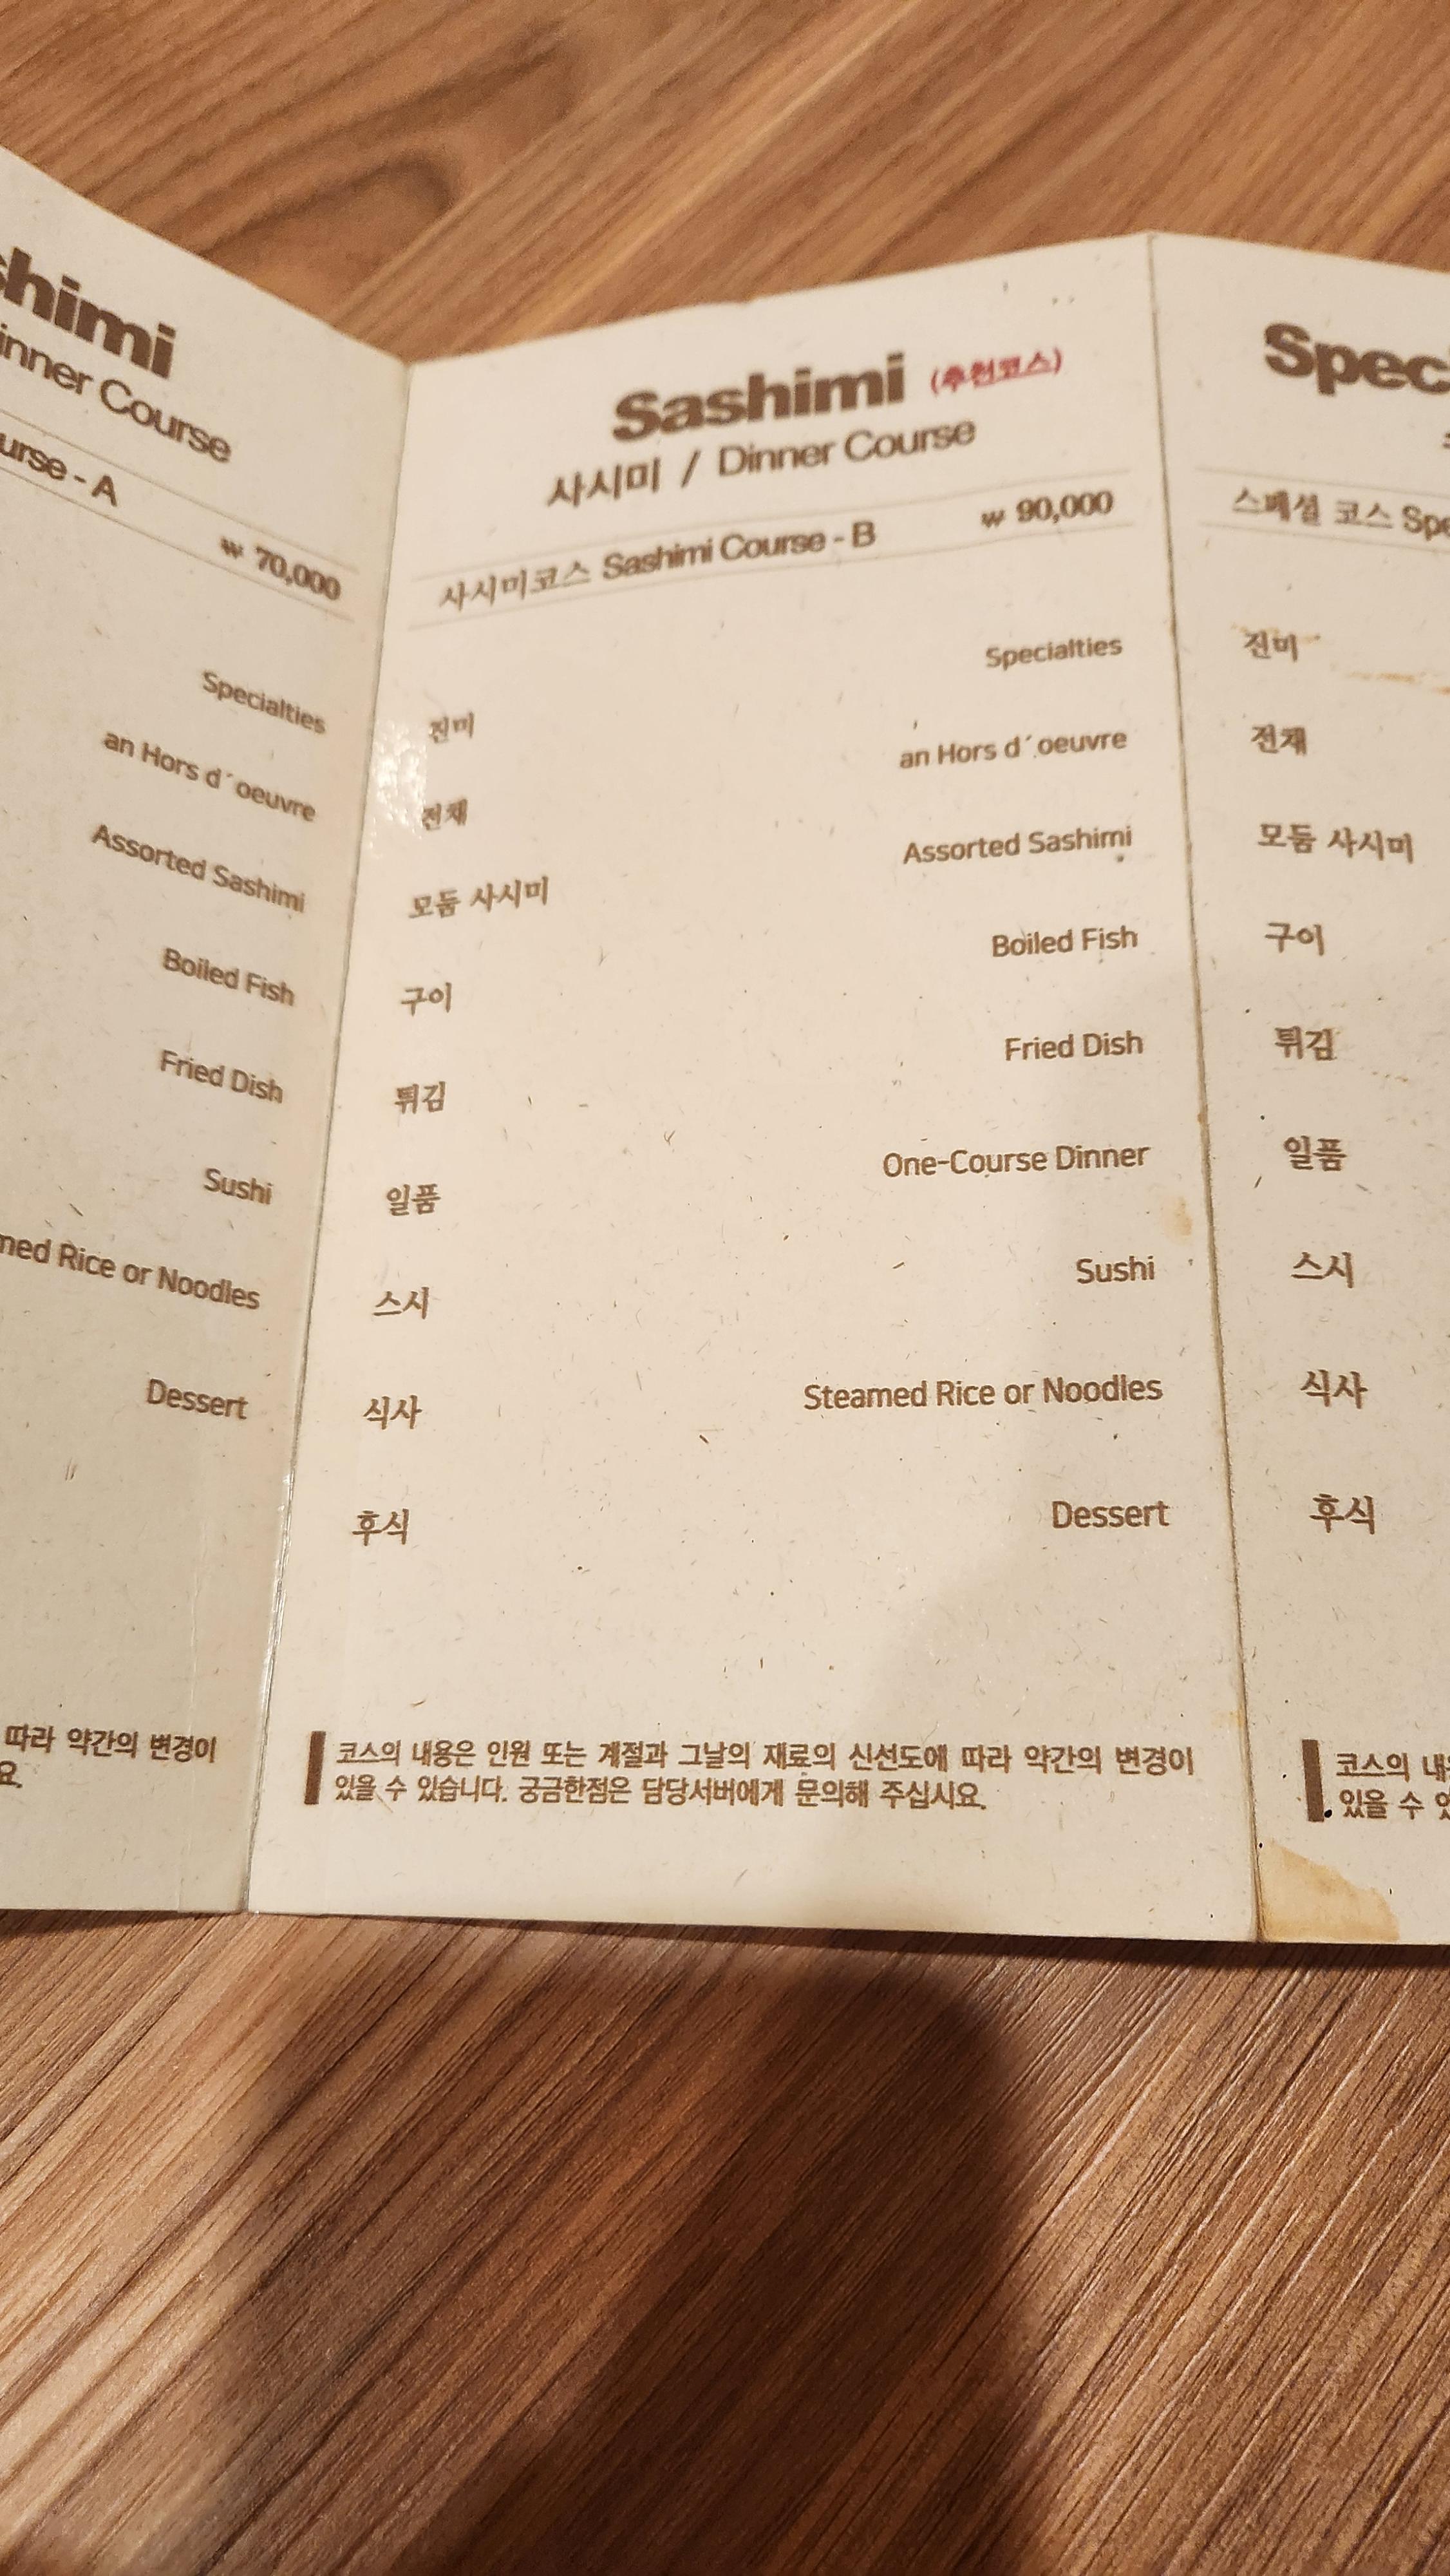 shimi
inner Course
urse - A
₩ 70,000
Specialties
an Hors d´oeuvre
Assorted Sashimi
Boiled Fish
Fried Dish
Sushi
med Rice or Noodles
Dessert
따라 약간의 변경이
요.
Sashimi (추천코스)
사시미 / Dinner Course
사시미코스 Sashimi Course - B ₩ 90,000
진미 Specialties
전채 an Hors d´oeuvre
모둠 사시미 Assorted Sashimi
구이 Boiled Fish
튀김 Fried Dish
일품 One-Course Dinner
스시 Sushi
식사 Steamed Rice or Noodles
후식 Dessert
코스의 내용은 인원 또는 계절과 그날의 재료의 신선도에 따라 약간의 변경이
있을 수 있습니다. 궁금한점은 담당서버에게 문의해 주십시요.
Spec
스페셜 코스 Spe
진미
전채
모둠 사시미
구이
튀김
일품
스시
식사
후식
코스의 내
있을 수